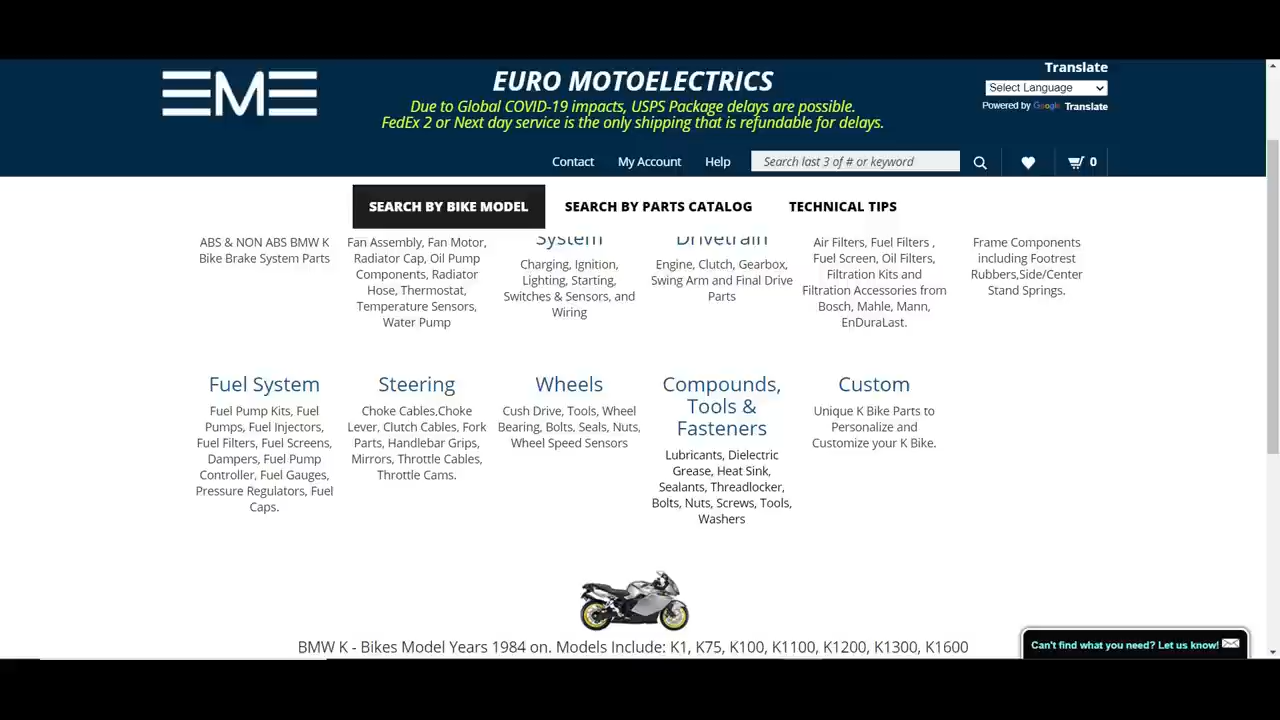 EME
EURO MOTOELECTRICS
Due to Global COVID-19 impacts, USPS Package delays are possible.
FedEx 2 or Next day service is the only shipping that is refundable for delays.
Translate
Select Language
Powered by Google Translate
Contact
My Account
Help
Search last 3 of # or keyword
0
SEARCH BY BIKE MODEL
SEARCH BY PARTS CATALOG
TECHNICAL TIPS
ABS & NON ABS BMW K
Bike Brake System Parts
Fan Assembly, Fan Motor,
Radiator Cap, Oil Pump
Components, Radiator
Hose, Thermostat,
Temperature Sensors,
Water Pump
System
Charging, Ignition,
Lighting, Starting,
Switches & Sensors, and
Wiring
Drivetrain
Engine, Clutch, Gearbox,
Swing Arm and Final Drive
Parts
Air Filters, Fuel Filters ,
Fuel Screen, Oil Filters,
Filtration Kits and
Filtration Accessories from
Bosch, Mahle, Mann,
EnDuraLast.
Frame Components
including Footrest
Rubbers,Side/Center
Stand Springs.
Fuel System
Fuel Pump Kits, Fuel
Pumps, Fuel Injectors,
Fuel Filters, Fuel Screens,
Dampers, Fuel Pump
Controller, Fuel Gauges,
Pressure Regulators, Fuel
Caps.
Steering
Choke Cables,Choke
Lever, Clutch Cables, Fork
Parts, Handlebar Grips,
Mirrors, Throttle Cables,
Throttle Cams.
Wheels
Cush Drive, Tools, Wheel
Bearing, Bolts, Seals, Nuts,
Wheel Speed Sensors
Compounds,
Tools &
Fasteners
Lubricants, Dielectric
Grease, Heat Sink,
Sealants, Threadlocker,
Bolts, Nuts, Screws, Tools,
Washers
Custom
Unique K Bike Parts to
Personalize and
Customize your K Bike.
BMW K - Bikes Model Years 1984 on. Models Include: K1, K75, K100, K1100, K1200, K1300, K1600
Can't find what you need? Let us know!